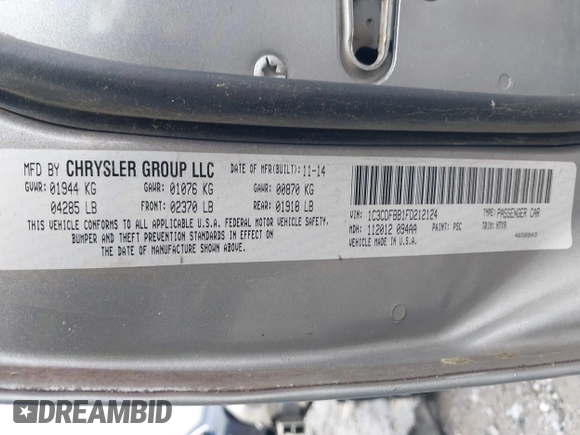 MFD BY CHRYSLER GROUP LLC DATE OF MFR(BUILT): 11-14
GVWR: 01944 KG GAWR: 01076 KG GAWR: 00870 KG
04285 LB FRONT: 02370 LB REAR: 01918 LB
THIS VEHICLE CONFORMS TO ALL APPLICABLE U.S.A. FEDERAL MOTOR VEHICLE SAFETY,
BUMPER AND THEFT PREVENTION STANDARDS IN EFFECT ON
THE DATE OF MANUFACTURE SHOWN ABOVE.
VIN: 1C3CDFBB1FD212124 TYPE: PASSENGER CAR
MDH: 112012 094AA PAINT: PSC TRIM:
VEHICLE MADE IN U.S.A. 4650849
DREAMBID